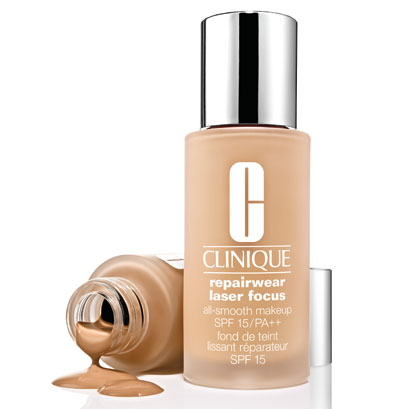 CLINIQUE
repairwear
laser focus
all-smooth makeup
SPF 15/PA++
fond de teint
lissant réparateur
SPF 15